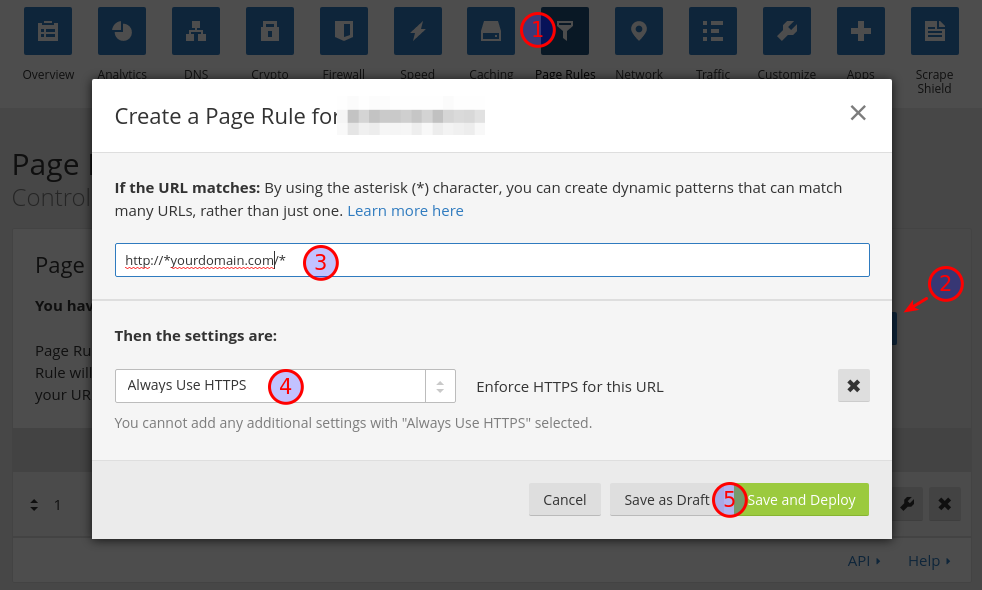 1
Overview Analytics DNS Crypto Firewall Speed Caching Page Rules Network Traffic Customize Apps Scrape
Shield
Create a Page Rule for
Page
Control
If the URL matches: By using the asterisk (*) character, you can create dynamic patterns that can match
many URLs, rather than just one. Learn more here
Page
http://*yourdomain.com/* 3
2
You hav
Then the settings are:
Page Ru
Rule will
your UR
Always Use HTTPS 4 Enforce HTTPS for this URL
You cannot add any additional settings with "Always Use HTTPS" selected.
1
Cancel Save as Draft 5 Save and Deploy
API Help